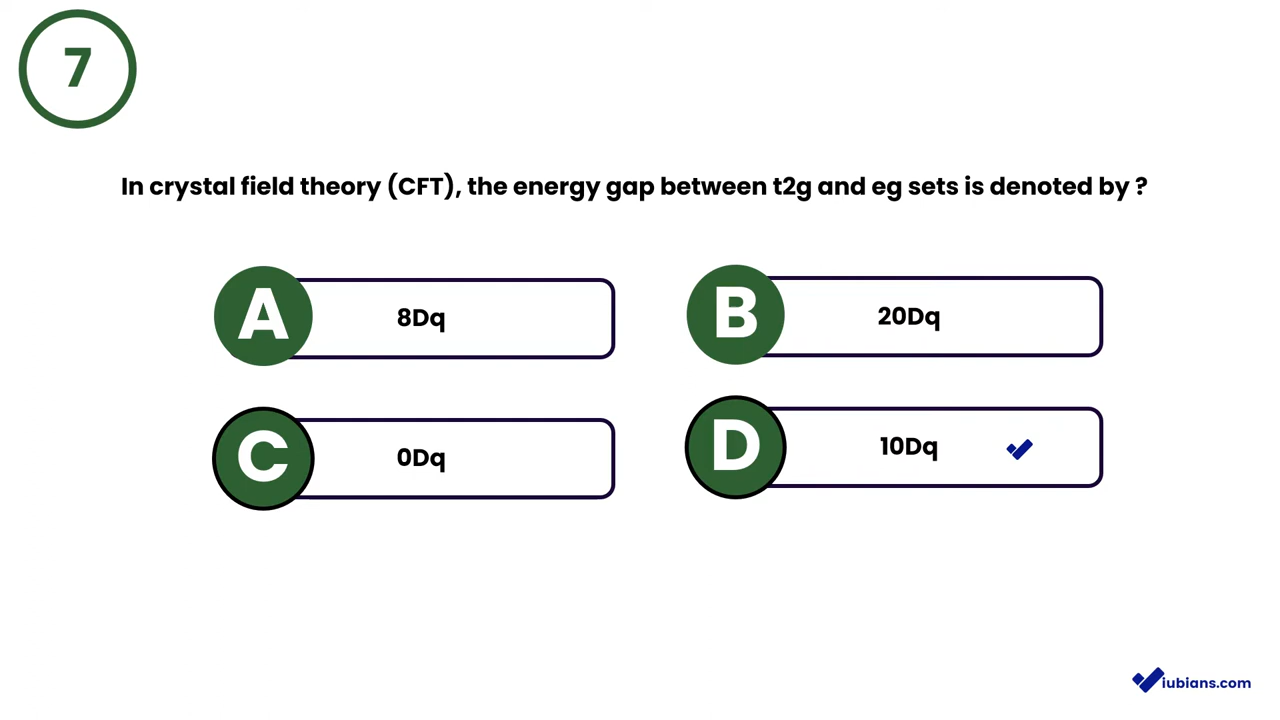 7
In crystal field theory (CFT), the energy gap between t2g and eg sets is denoted by ?
A 8Dq
B 20Dq
C 0Dq
D 10Dq
iubians.com